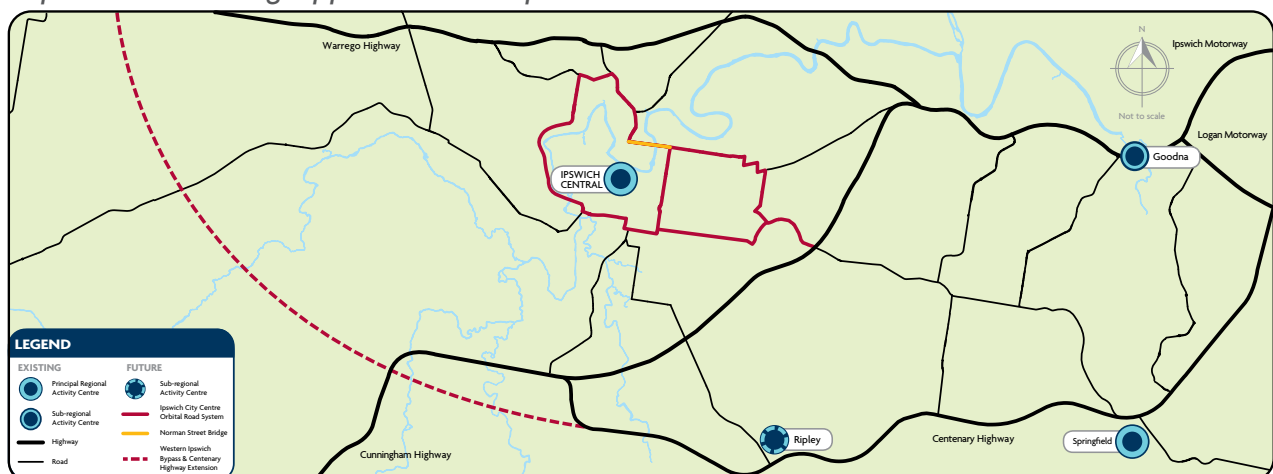 Warrego Highway
N
Ipswich Motorway
Not to scale
Logan Motorway
Goodna
IPSWICH
CENTRAL
LEGEND
EXISTING
FUTURE
Principal Regional
Activity Centre
Sub-regional
Activity Centre
Sub-regional
Activity Centre
Ipswich City Centre
Orbital Road System
Highway
Norman Street Bridge
Road
Western Ipswich
Bypass & Centenary
Highway Extension
Cunningham Highway
Ripley
Centenary Highway
Springfield